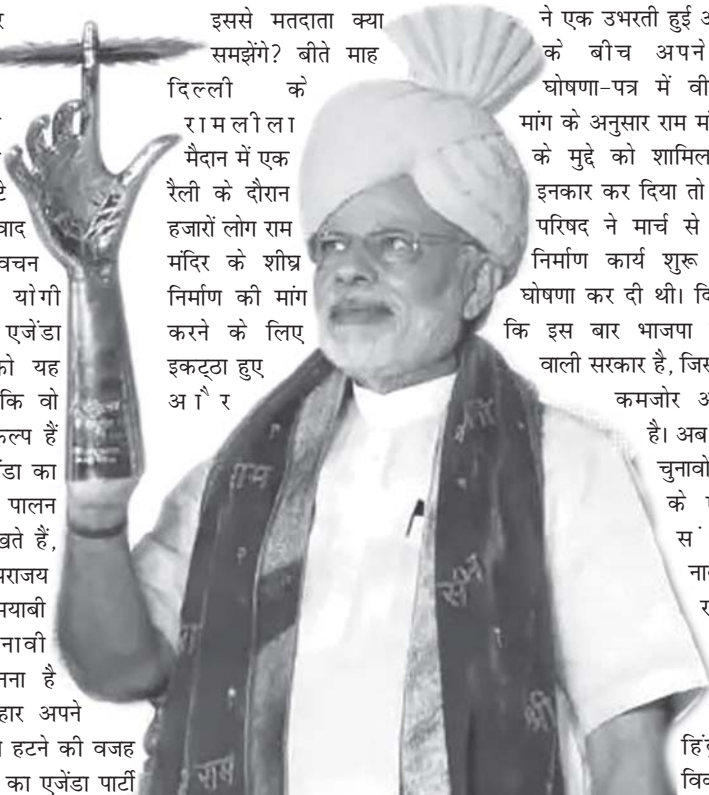 र
टे
वाद
वचन
योगी
एजेंडा
को यह
कि वो
कल्प हैं
ंडा का
पालन
खते हैं,
पराजय
मयाबी
नावी
नना है
हार अपने
हटने की वजह
का एजेंडा पार्टी
इससे मतदाता क्या
समझेंगे? बीते माह
दिल्ली के
रामलीला
मैदान में एक
रैली के दौरान
हजारों लोग राम
मंदिर के शीघ्र
निर्माण की मांग
करने के लिए
इकट्ठा हुए
और
ने एक उभरती हुई अ
के बीच अपने
घोषणा-पत्र में वी
मांग के अनुसार राम मं
के मुद्दे को शामिल
इनकार कर दिया तो
परिषद ने मार्च से
निर्माण कार्य शुरू
घोषणा कर दी थी। दि
कि इस बार भाजपा
वाली सरकार है, जिस
कमजोर अ
है। अब
चुनावों
के
सं
ना
र
हिंदु
विक
राम
राम
श्री